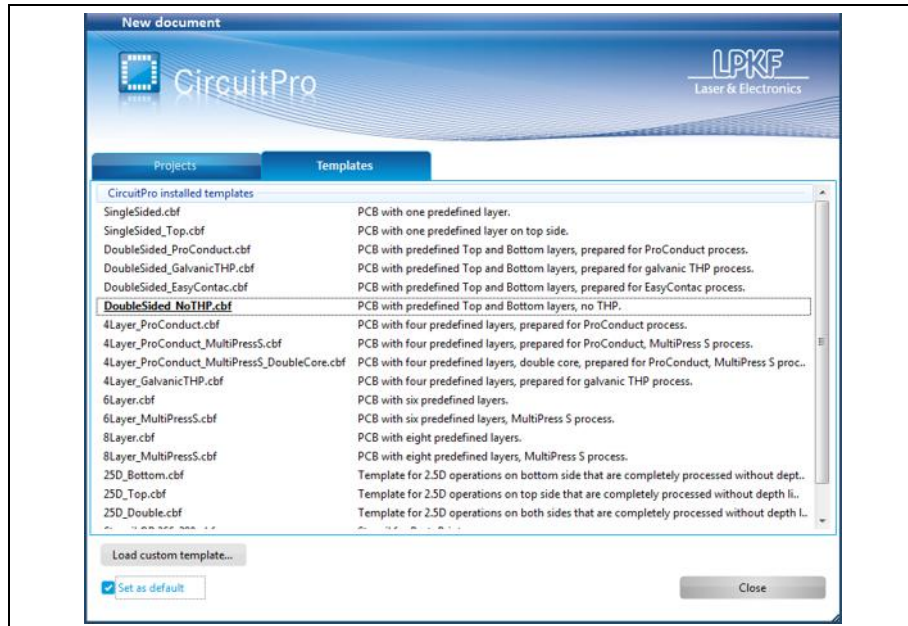 New document
CircuitPro
LPKF
Laser & Electronics
Projects Templates
CircuitPro installed templates
SingleSided.cbf PCB with one predefined layer.
SingleSided_Top.cbf PCB with one predefined layer on top side.
DoubleSided_ProConduct.cbf PCB with predefined Top and Bottom layers, prepared for ProConduct process.
DoubleSided_GalvanicTHP.cbf PCB with predefined Top and Bottom layers, prepared for galvanic THP process.
DoubleSided_EasyContac.cbf PCB with predefined Top and Bottom layers, prepared for EasyContac process.
DoubleSided_NoTHP.cbf PCB with predefined Top and Bottom layers, no THP.
4Layer_ProConduct.cbf PCB with four predefined layers, prepared for ProConduct process.
4Layer_ProConduct_MultiPressS.cbf PCB with four predefined layers, prepared for ProConduct, MultiPress S process.
4Layer_ProConduct_MultiPressS_DoubleCore.cbf PCB with four predefined layers, double core, prepared for ProConduct, MultiPress S proc..
4Layer_GalvanicTHP.cbf PCB with four predefined layers, prepared for galvanic THP process.
6Layer.cbf PCB with six predefined layers.
6Layer_MultiPressS.cbf PCB with six predefined layers, MultiPress S process.
8Layer.cbf PCB with eight predefined layers.
8Layer_MultiPressS.cbf PCB with eight predefined layers, MultiPress S process.
25D_Bottom.cbf Template for 2.5D operations on bottom side that are completely processed without dept..
25D_Top.cbf Template for 2.5D operations on top side that are completely processed without depth li..
25D_Double.cbf Template for 2.5D operations on both sides that are completely processed without depth l..
Load custom template...
Set as default
Close